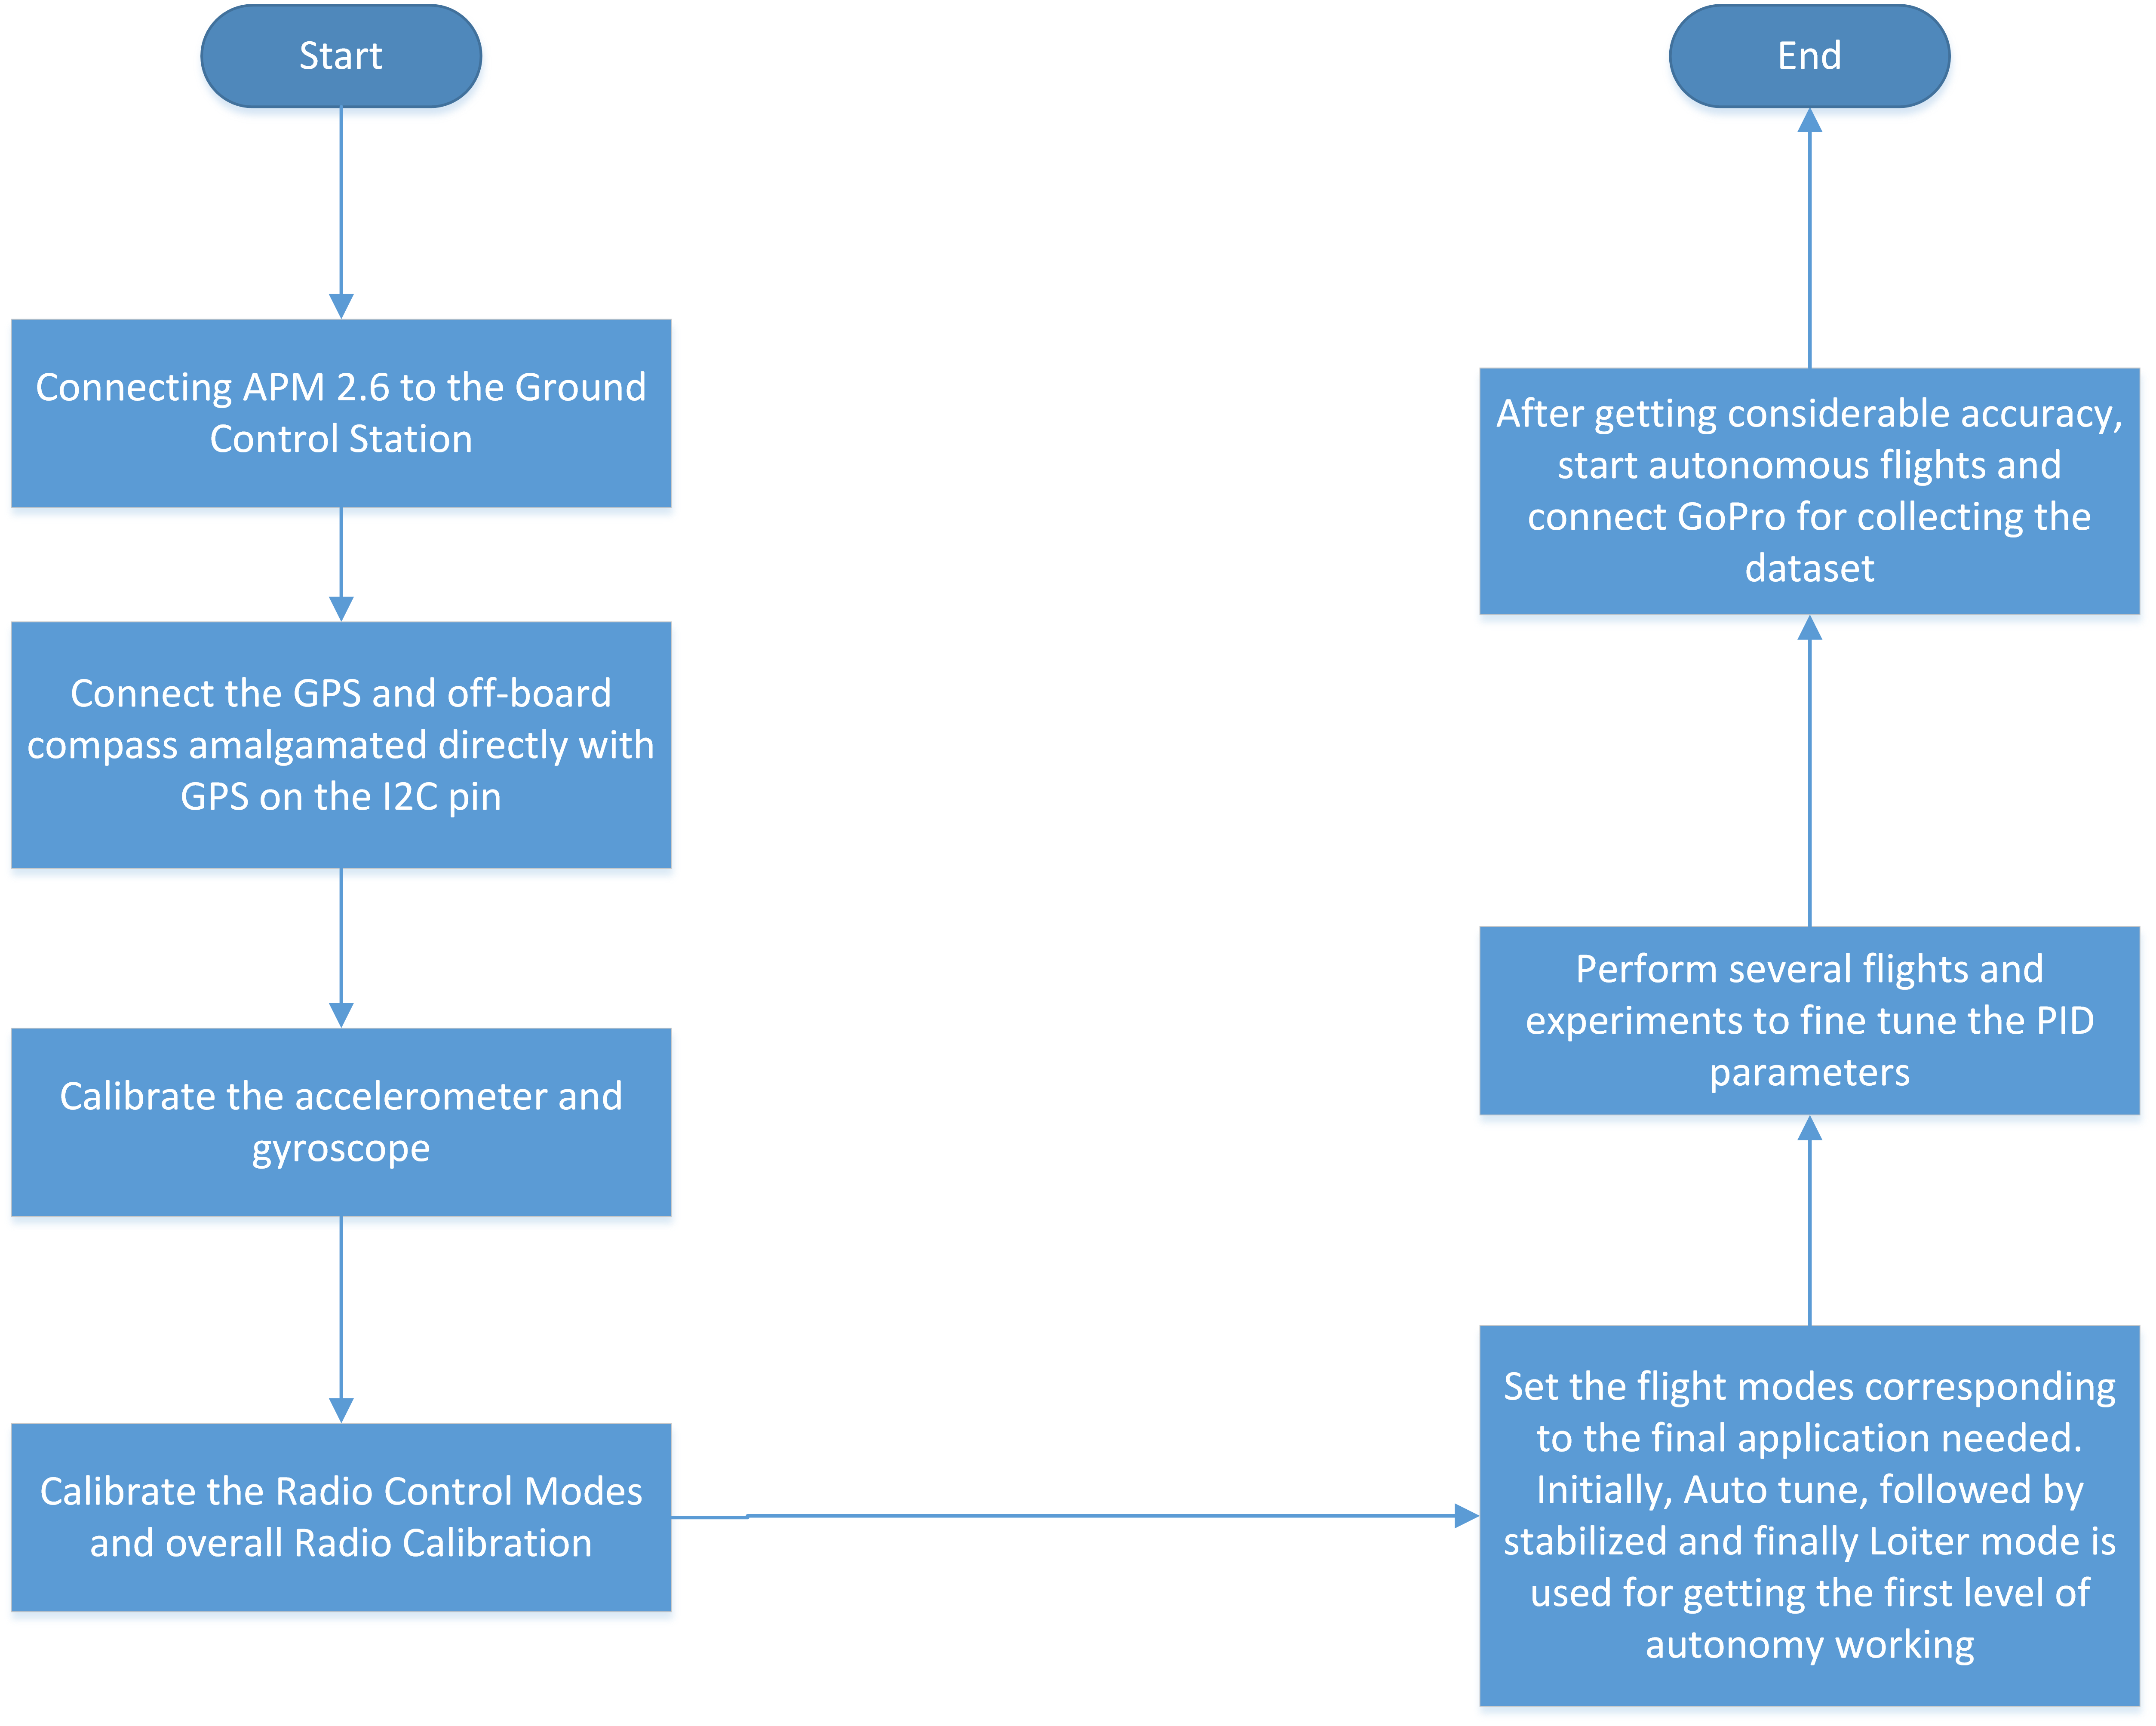 Start
Connecting APM 2.6 to the Ground
Control Station
Connect the GPS and off-board
compass amalgamated directly with
GPS on the I2C pin
Calibrate the accelerometer and
gyroscope
Calibrate the Radio Control Modes
and overall Radio Calibration
Set the flight modes corresponding
to the final application needed.
Initially, Auto tune, followed by
stabilized and finally Loiter mode is
used for getting the first level of
autonomy working
Perform several flights and
experiments to fine tune the PID
parameters
After getting considerable accuracy,
start autonomous flights and
connect GoPro for collecting the
dataset
End